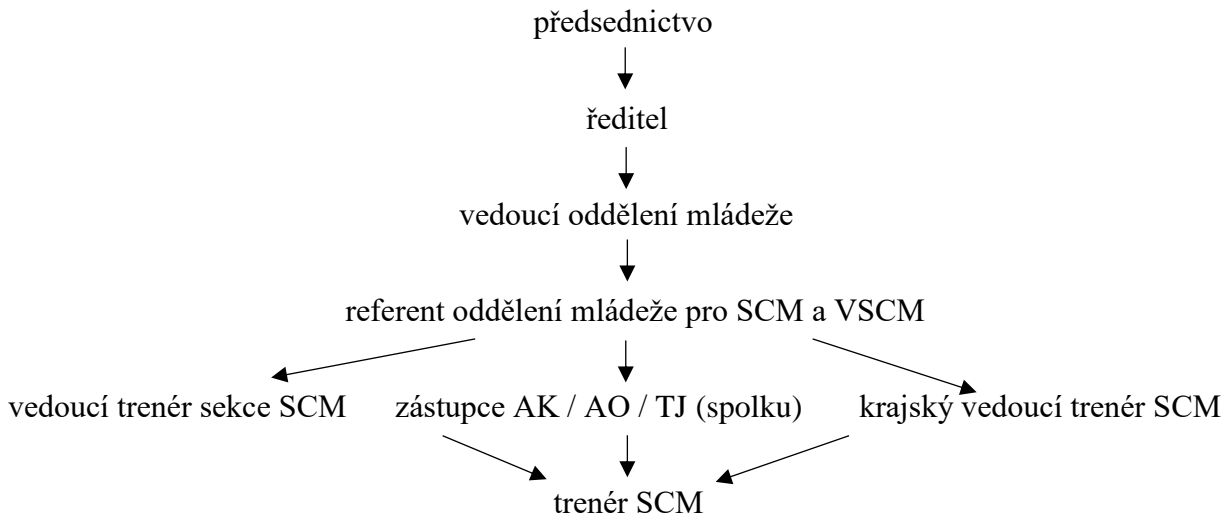 předsednictvo
ředitel
vedoucí oddělení mládeže
referent oddělení mládeže pro SCM a VSCM
vedoucí trenér sekce SCM zástupce AK / AO / TJ (spolku) krajský vedoucí trenér SCM
trenér SCM